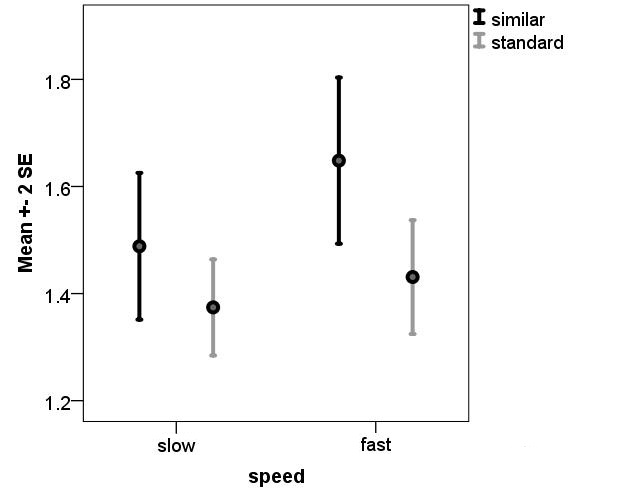 similar
standard
1.8
1.6
1.4
1.2
Mean +- 2 SE
slow
fast
speed